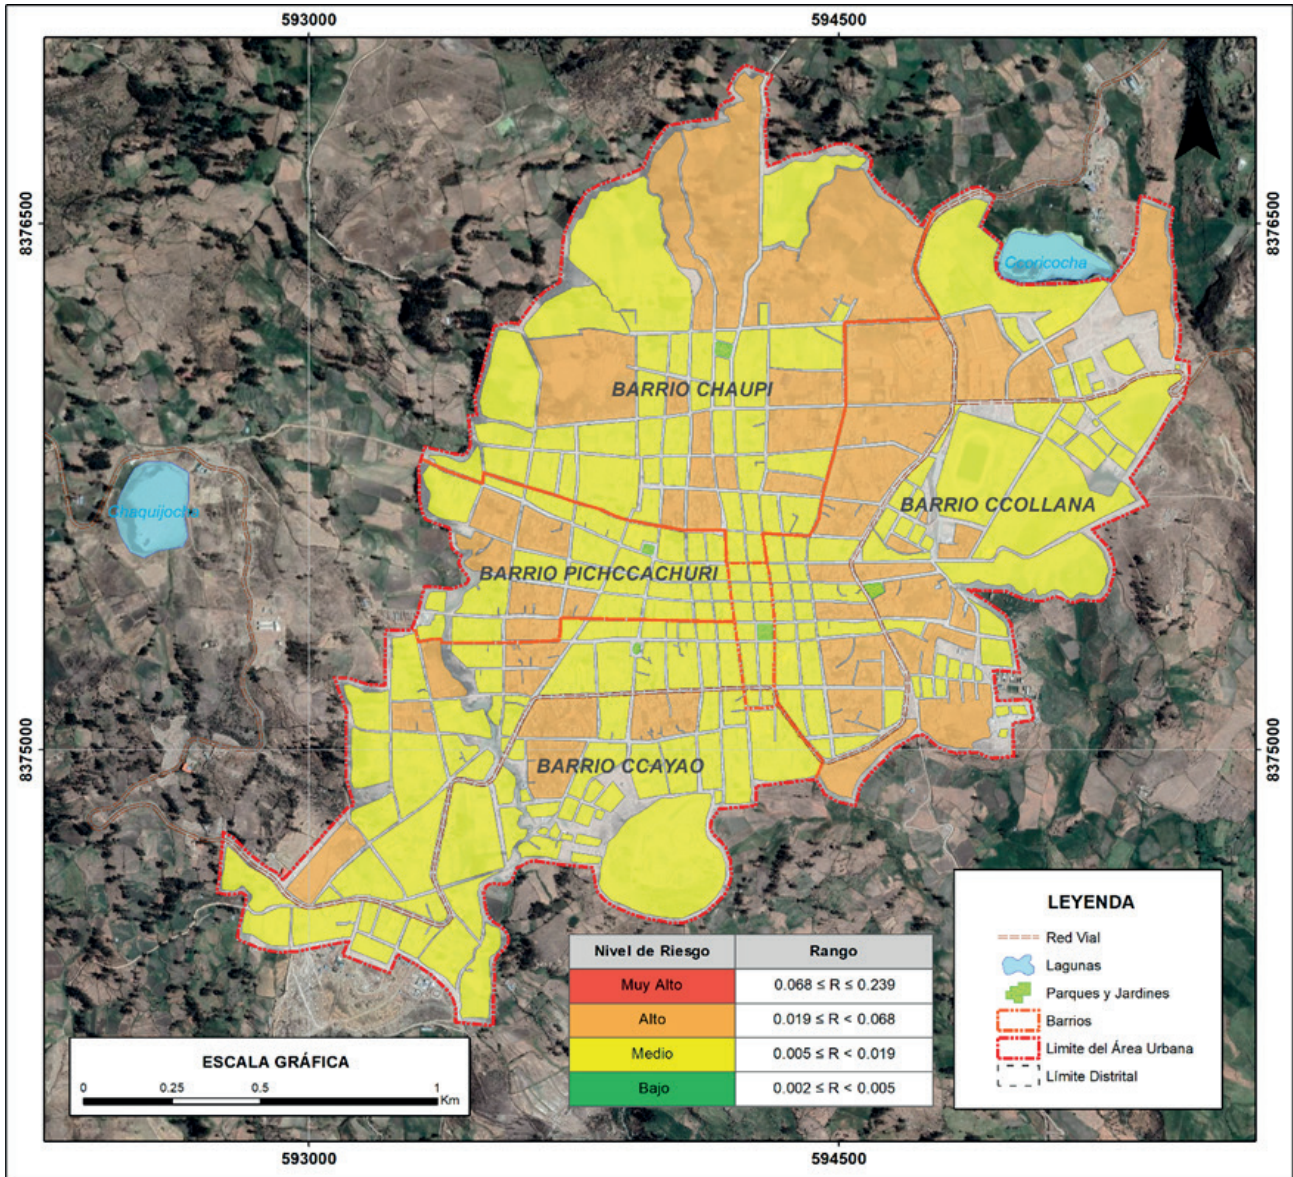 593000
594500
8376500
8376500
Ccoricocha
BARRIO CHAUPI
BARRIO CCOLLANA
Chaquijocha
BARRIO PICHCCACHURI
8375000
8375000
BARRIO CCAYAO
LEYENDA
Red Vial
Lagunas
Parques y Jardines
Barrios
Limite del Área Urbana
Límite Distrital
Nivel de Riesgo Rango
Muy Alto 0.068 ≤ R ≤ 0.239
Alto 0.019 ≤ R < 0.068
Medio 0.005 ≤ R < 0.019
Bajo 0.002 ≤ R < 0.005
ESCALA GRÁFICA
0 0.25 0.5 1
Km
593000
594500